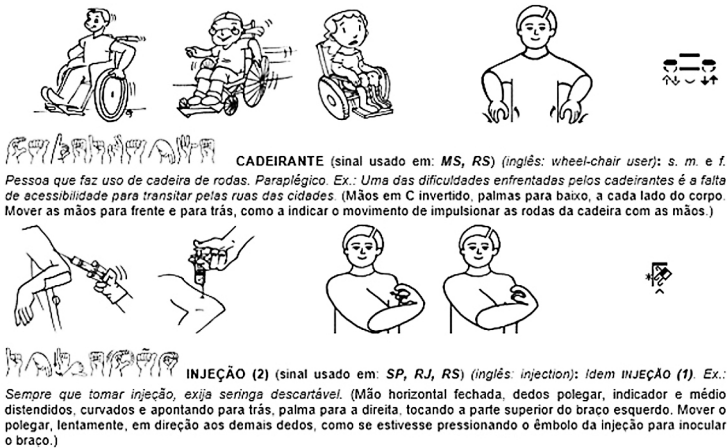 CADEIRANTE (sinal usado em: MS, RS) (inglês: wheel-chair user): s. m. e f.
Pessoa que faz uso de cadeira de rodas. Paraplégico. Ex.: Uma das dificuldades enfrentadas pelos cadeirantes é a falta
de acessibilidade para transitar pelas ruas das cidades. (Mãos em C invertido, palmas para baixo, a cada lado do corpo.
Mover as mãos para frente e para trás, como a indicar o movimento de impulsionar as rodas da cadeira com as mãos.)
INJEÇÃO (2) (sinal usado em: SP, RJ, RS) (inglês: injection): Idem INJEÇÃO (1). Ex.:
Sempre que tomar injeção, exija seringa descartável. (Mão horizontal fechada, dedos polegar, indicador e médio
distendidos, curvados e apontando para trás, palma para a direita, tocando a parte superior do braço esquerdo. Mover o
polegar, lentamente, em direção aos demais dedos, como se estivesse pressionando o êmbolo da injeção para inocular
o braço.)